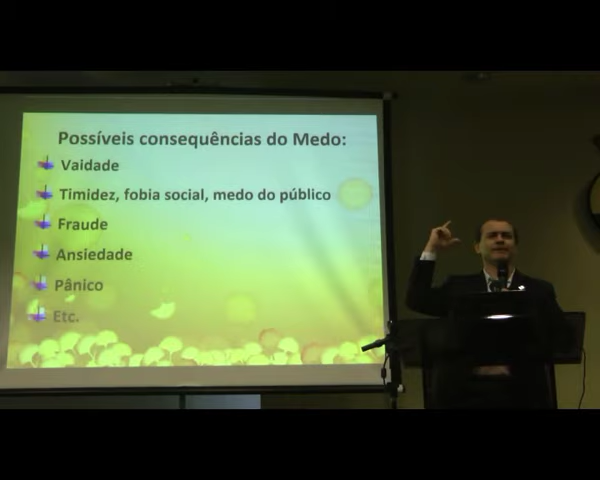 Possíveis consequências do Medo:
Vaidade
Timidez, fobia social, medo do público
Fraude
Ansiedade
Pânico
Etc.